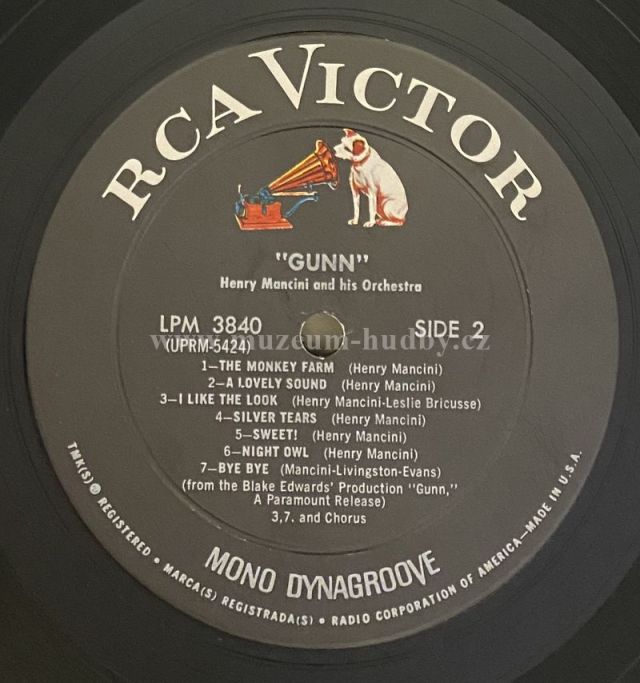 RCA VICTOR
"GUNN"
Henry Mancini and his Orchestra
LPM 3840 SIDE 2
(UPRM-5424)
www.muzeum-hudby.cz
1—THE MONKEY FARM (Henry Mancini)
2—A LOVELY SOUND (Henry Mancini)
3—I LIKE THE LOOK (Henry Mancini-Leslie Bricusse)
4—SILVER TEARS (Henry Mancini)
5—SWEET! (Henry Mancini)
6—NIGHT OWL (Henry Mancini)
7—BYE BYE (Mancini-Livingston-Evans)
(from the Blake Edwards' Production "Gunn,"
A Paramount Release)
3,7. and Chorus
MONO DYNAGROOVE
TMK(S) ® REGISTERED • MARCA(S) REGISTRADA(S) • RADIO CORPORATION OF AMERICA—MADE IN U.S.A.